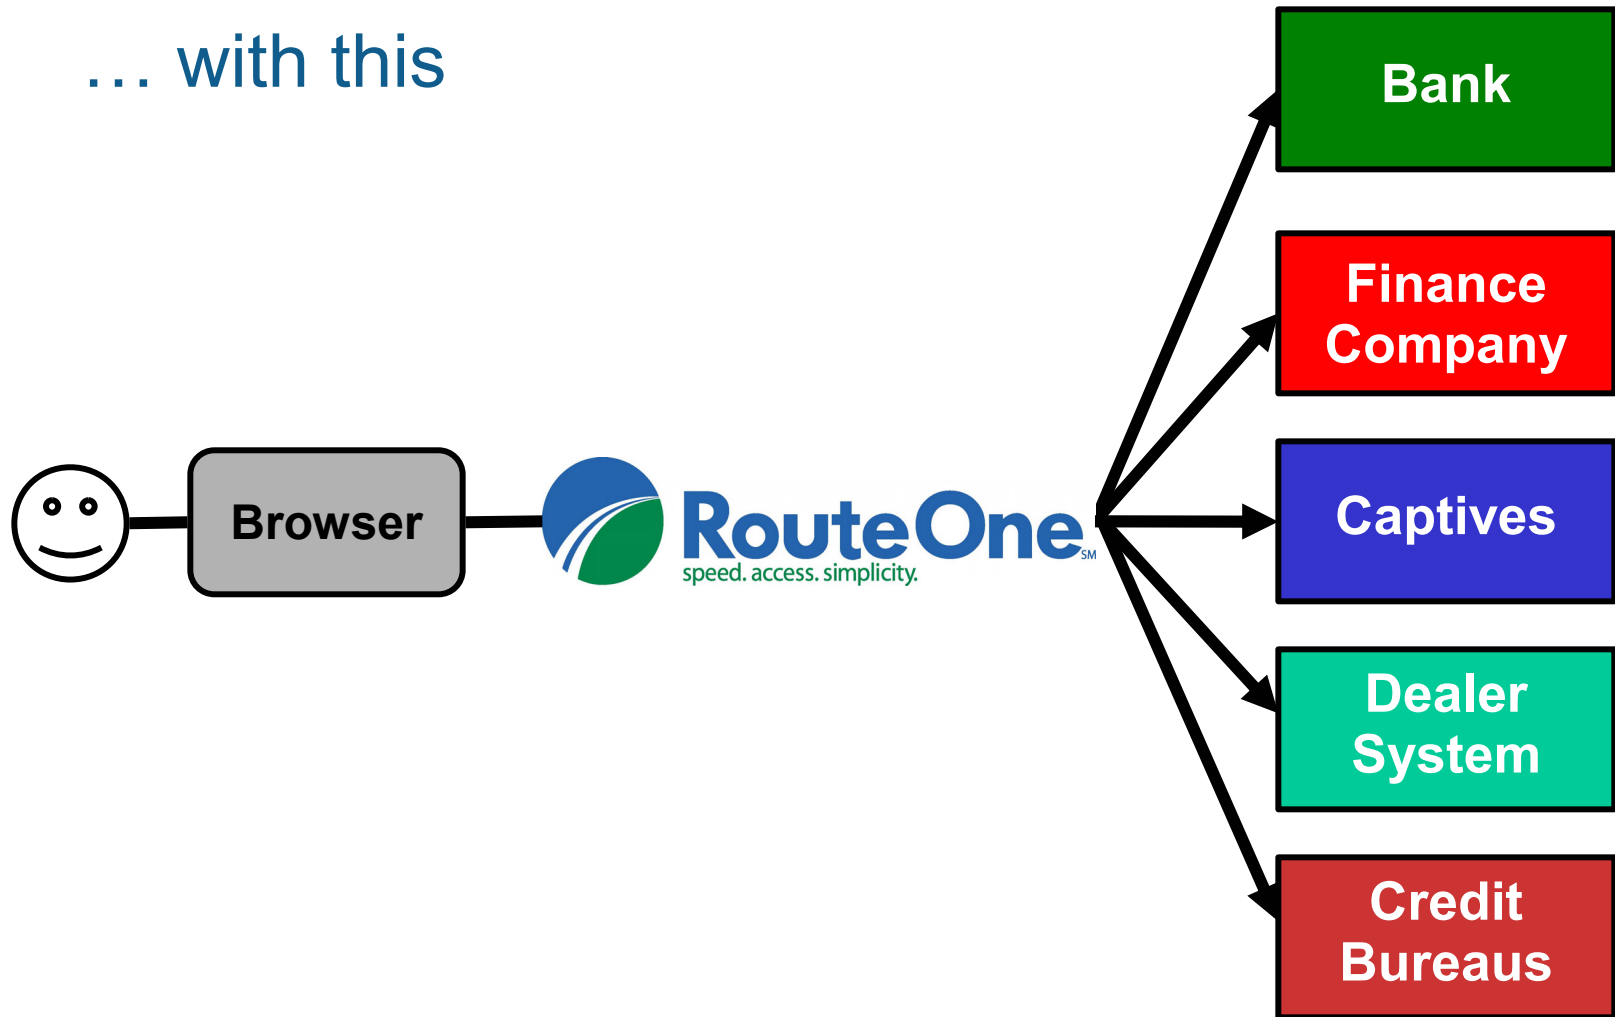 … with this
Bank
Finance
Company
Captives
Browser
RouteOne SM
speed. access. simplicity.
Dealer
System
Credit
Bureaus